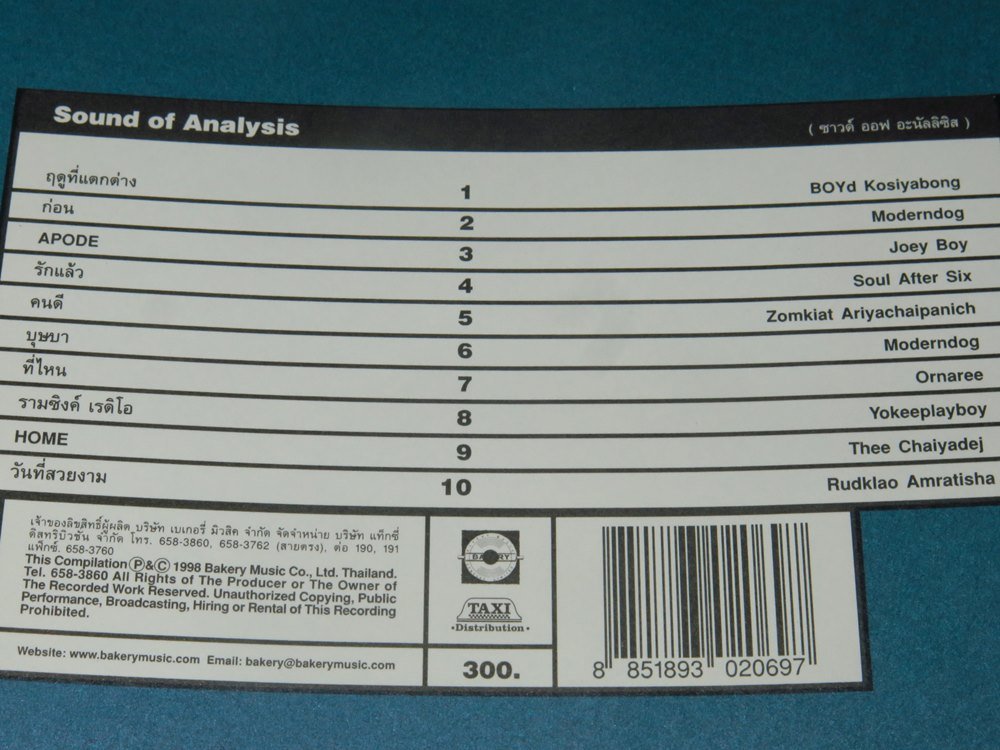 Sound of Analysis ( ซาวด์ ออฟ อะนัลลิซิส )
ฤดูที่แตกต่าง 1 BOYd Kosiyabong
ก่อน 2 Moderndog
APODE 3 Joey Boy
รักแล้ว 4 Soul After Six
คนดี 5 Zomkiat Ariyachaipanich
บุษบา 6 Moderndog
ที่ไหน 7 Ornaree
รามซิงค์ เรดิโอ 8 Yokeeplayboy
HOME 9 Thee Chaiyadej
วันที่สวยงาม 10 Rudklao Amratisha
เจ้าของลิขสิทธิ์ผู้ผลิต บริษัท เบเกอรี่ มิวสิค จำกัด จัดจำหน่าย บริษัท แท็กซี่
ดิสทริบิวชั่น จำกัด โทร. 658-3860, 658-3762 (สายตรง), ต่อ 190, 191
แฟ็กซ์. 658-3760
This Compilation Ⓟ&© 1998 Bakery Music Co., Ltd. Thailand.
Tel. 658-3860 All Rights of The Producer or The Owner of
The Recorded Work Reserved. Unauthorized Copying, Public
Performance, Broadcasting, Hiring or Rental of This Recording
Prohibited.
Website: www.bakerymusic.com Email: bakery@bakerymusic.com
BAKERY
TAXI
•Distribution•
300.
8 851893 020697